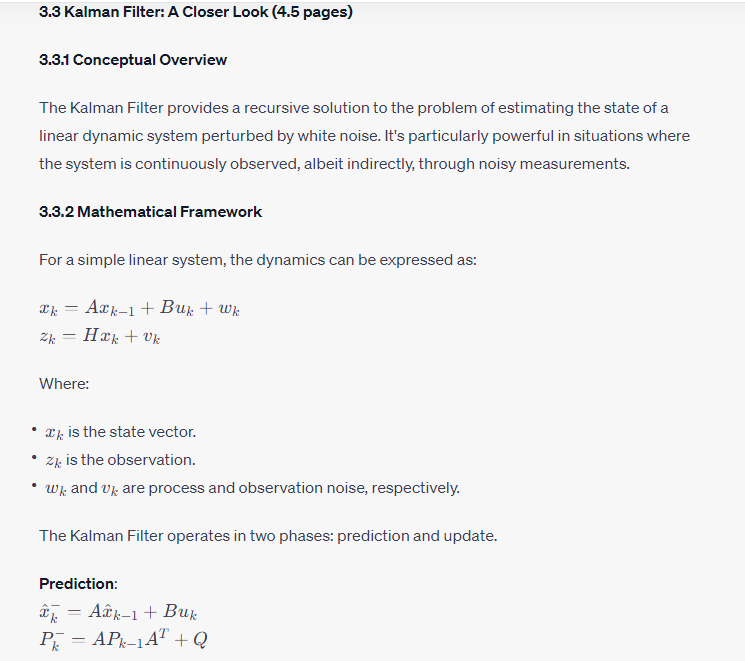 3.3 Kalman Filter: A Closer Look (4.5 pages)
3.3.1 Conceptual Overview
The Kalman Filter provides a recursive solution to the problem of estimating the state of a
linear dynamic system perturbed by white noise. It's particularly powerful in situations where
the system is continuously observed, albeit indirectly, through noisy measurements.
3.3.2 Mathematical Framework
For a simple linear system, the dynamics can be expressed as:
x_k = Ax_{k−1} + Bu_k + w_k
z_k = Hx_k + v_k
Where:
• x_k is the state vector.
• z_k is the observation.
• w_k and v_k are process and observation noise, respectively.
The Kalman Filter operates in two phases: prediction and update.
Prediction:
x̂_k^− = Ax̂_{k−1} + Bu_k
P_k^− = AP_{k−1}A^T + Q